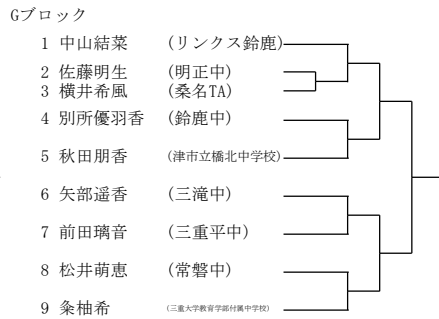 Gブロック
1 中山結菜 (リンクス鈴鹿)
2 佐藤明生 (明正中)
3 横井希風 (桑名TA)
4 別所優羽香 (鈴鹿中)
5 秋田朋香 (津市立橋北中学校)
6 矢部遥香 (三滝中)
7 前田璃音 (三重平中)
8 松井萌恵 (常磐中)
9 粂柚希 (三重大学教育学部付属中学校)